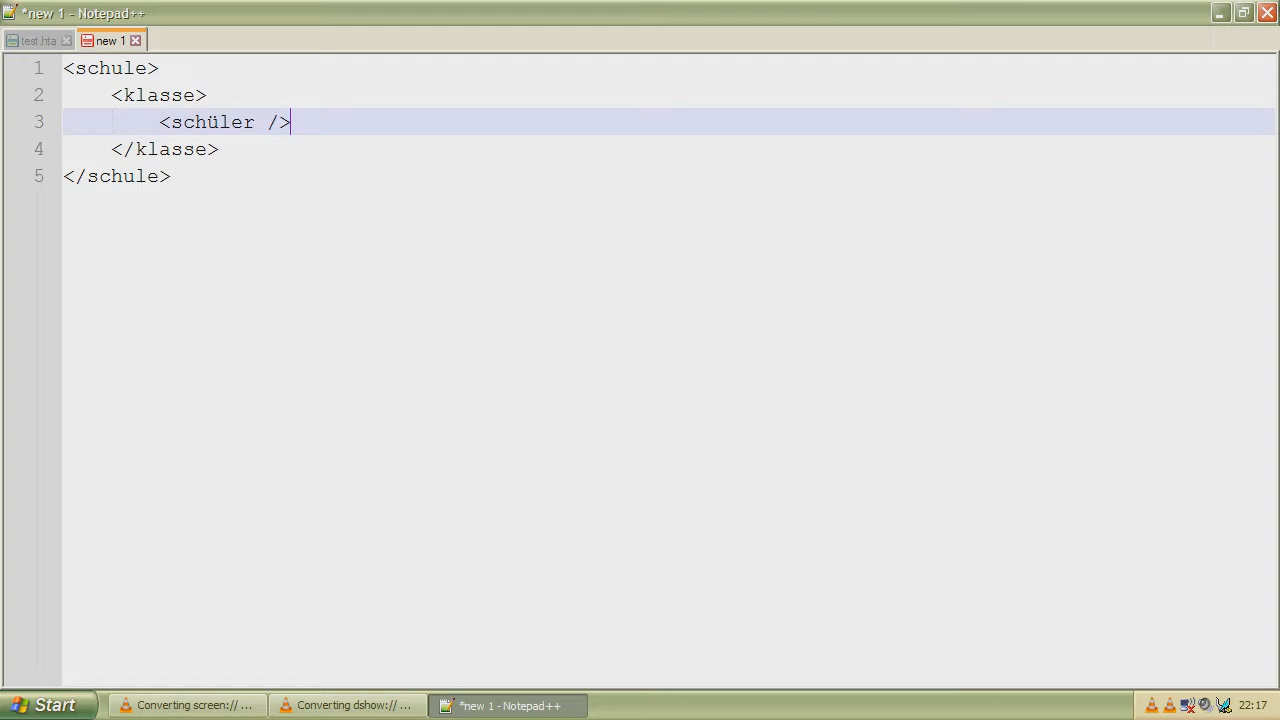 *new 1 - Notepad++
test.hta
new 1
1 <schule>
2 <klasse>
3 <schüler />
4 </klasse>
5 </schule>
Start
Converting screen:// ...
Converting dshow:// ...
*new 1 - Notepad++
22:17